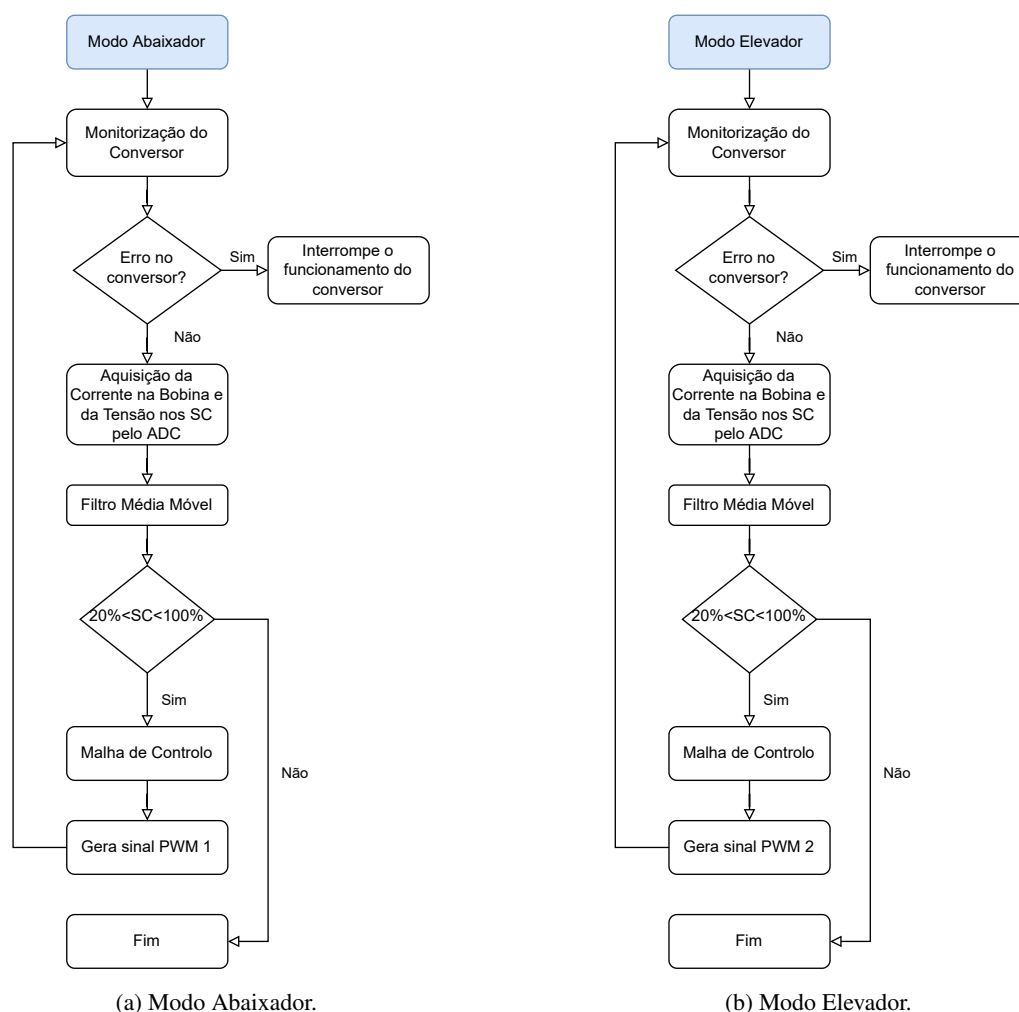 Modo Abaixador
Monitorização do
Conversor
Erro no
conversor?
Sim
Interrompe o
funcionamento do
conversor
Não
Aquisição da
Corrente na Bobina e
da Tensão nos SC
pelo ADC
Filtro Média Móvel
20%<SC<100%
Sim
Malha de Controlo
Não
Gera sinal PWM 1
Fim
(a) Modo Abaixador.
Modo Elevador
Monitorização do
Conversor
Erro no
conversor?
Sim
Interrompe o
funcionamento do
conversor
Não
Aquisição da
Corrente na Bobina e
da Tensão nos SC
pelo ADC
Filtro Média Móvel
20%<SC<100%
Sim
Malha de Controlo
Não
Gera sinal PWM 2
Fim
(b) Modo Elevador.